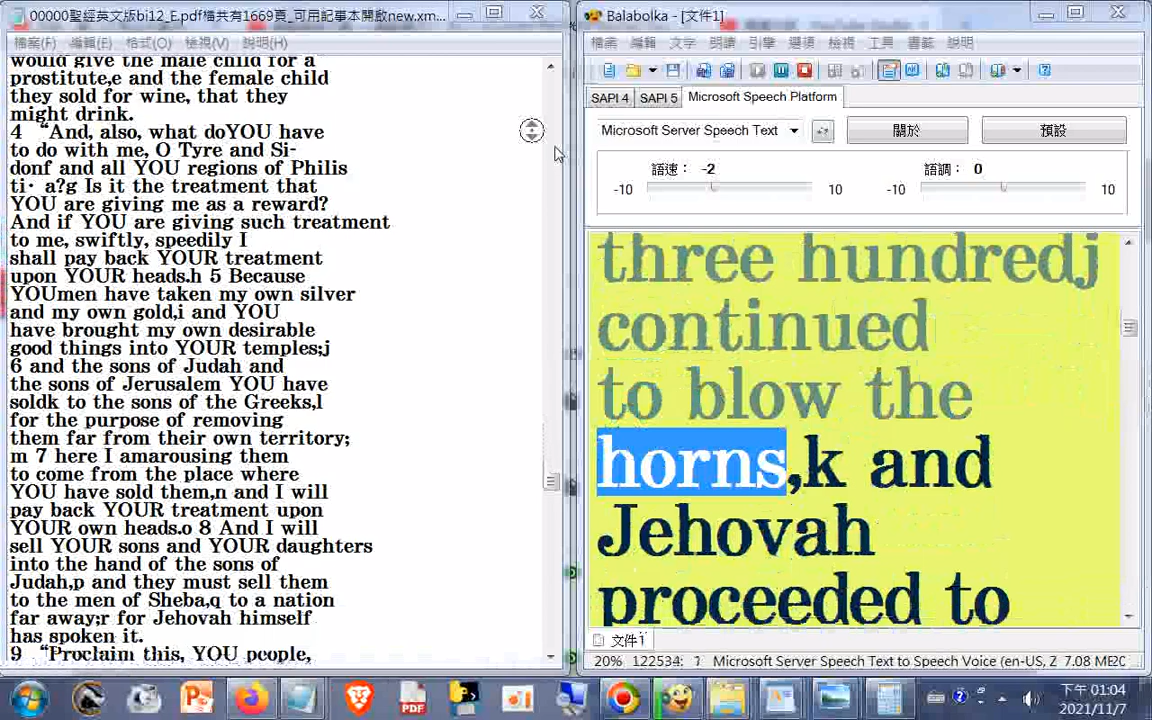 00000聖經英文版bi12_E.pdf檔共有1669頁_可用記事本開啟new.xm...
檔案(F) 編輯(E) 格式(O) 檢視(V) 說明(H)
would give the male child for a
prostitute,e and the female child
they sold for wine, that they
might drink.
4 “And, also, what doYOU have
to do with me, O Tyre and Si-
donf and all YOU regions of Philis
ti· a?g Is it the treatment that
YOU are giving me as a reward?
And if YOU are giving such treatment
to me, swiftly, speedily I
shall pay back YOUR treatment
upon YOUR heads.h 5 Because
YOUmen have taken my own silver
and my own gold,i and YOU
have brought my own desirable
good things into YOUR temples;j
6 and the sons of Judah and
the sons of Jerusalem YOU have
soldk to the sons of the Greeks,l
for the purpose of removing
them far from their own territory;
m 7 here I amarousing them
to come from the place where
YOU have sold them,n and I will
pay back YOUR treatment upon
YOUR own heads.o 8 And I will
sell YOUR sons and YOUR daughters
into the hand of the sons of
Judah,p and they must sell them
to the men of Sheba,q to a nation
far away;r for Jehovah himself
has spoken it.
9 “Proclaim this, YOU people,
Balabolka - [文件1]
檔案 編輯 文字 朗讀 引擎 選項 檢視 工具 書籤 說明
SAPI 4 SAPI 5 Microsoft Speech Platform
Microsoft Server Speech Text 關於 預設
語速： -2 語調： 0
-10 10 -10 10
three hundredj
continued
to blow the
horns,k and
Jehovah
proceeded to
文件1
20% 122534: Microsoft Server Speech Text to Speech Voice (en-US, Z 7.08 ME
PDF
下午 01:04
2021/11/7